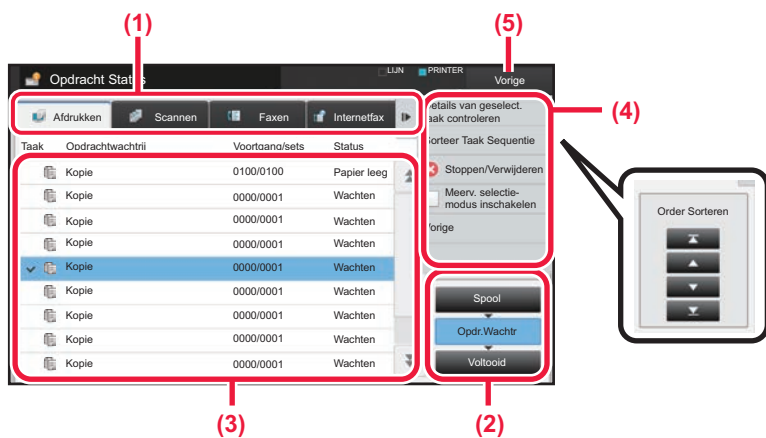 (1)
(5)
Opdracht Status
LIJN
PRINTER
Vorige
Afdrukken
Scannen
Faxen
Internetfax
Details van geselect.
taak controleren
(4)
Taak Opdrachtwachtrij Voortgang/sets Status
Sorteer Taak Sequentie
Kopie 0100/0100 Papier leeg
Stoppen/Verwijderen
Kopie 0000/0001 Wachten
Meerv. selectie-
modus inschakelen
Kopie 0000/0001 Wachten
Vorige
Kopie 0000/0001 Wachten
Kopie 0000/0001 Wachten
Kopie 0000/0001 Wachten
Kopie 0000/0001 Wachten
Kopie 0000/0001 Wachten
Kopie 0000/0001 Wachten
Spool
Opdr.Wachtr
Voltooid
Order Sorteren
(3)
(2)